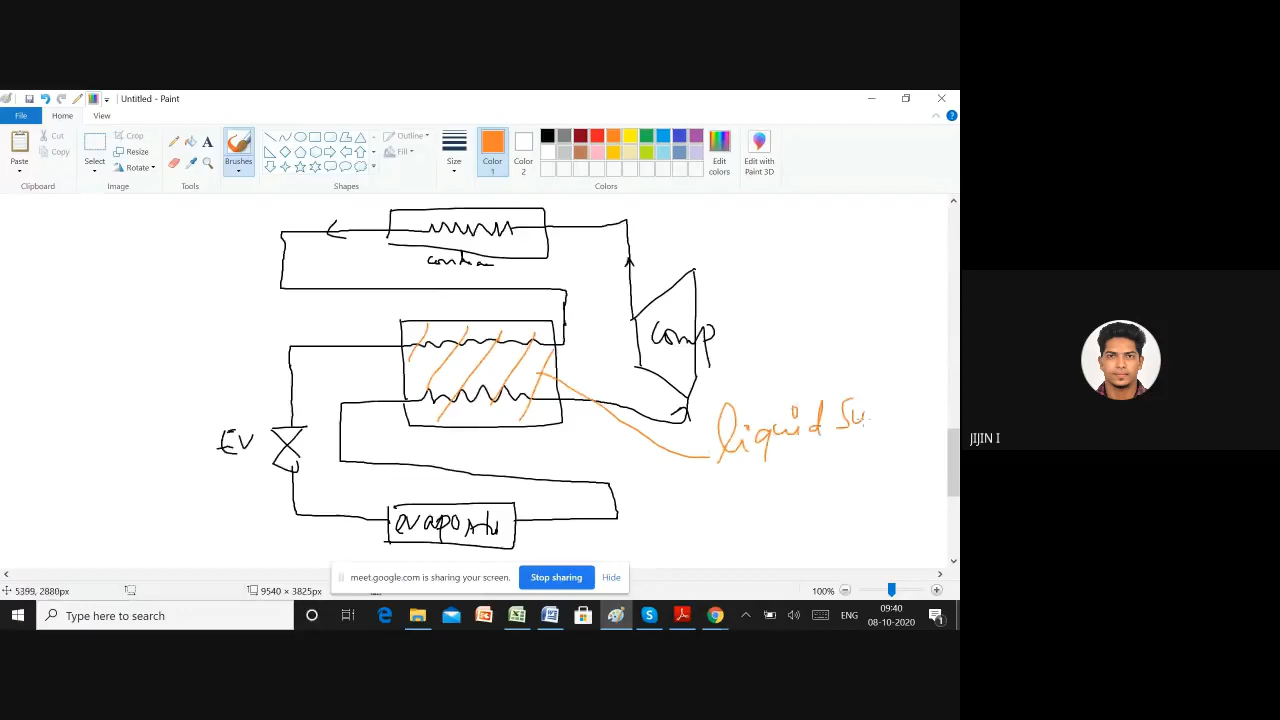 Untitled - Paint
File
Home
View
Paste
Cut
Copy
Clipboard
Select
Crop
Resize
Rotate
Image
Tools
Brushes
Outline
Fill
Shapes
Size
Color 1
Color 2
Edit colors
Colors
Edit with Paint 3D
comp
liquid Su
EV
meet.google.com is sharing your screen.
Stop sharing
Hide
5399, 2880px
9540 × 3825px
100%
Type here to search
ENG
09:40
08-10-2020
JIJIN I